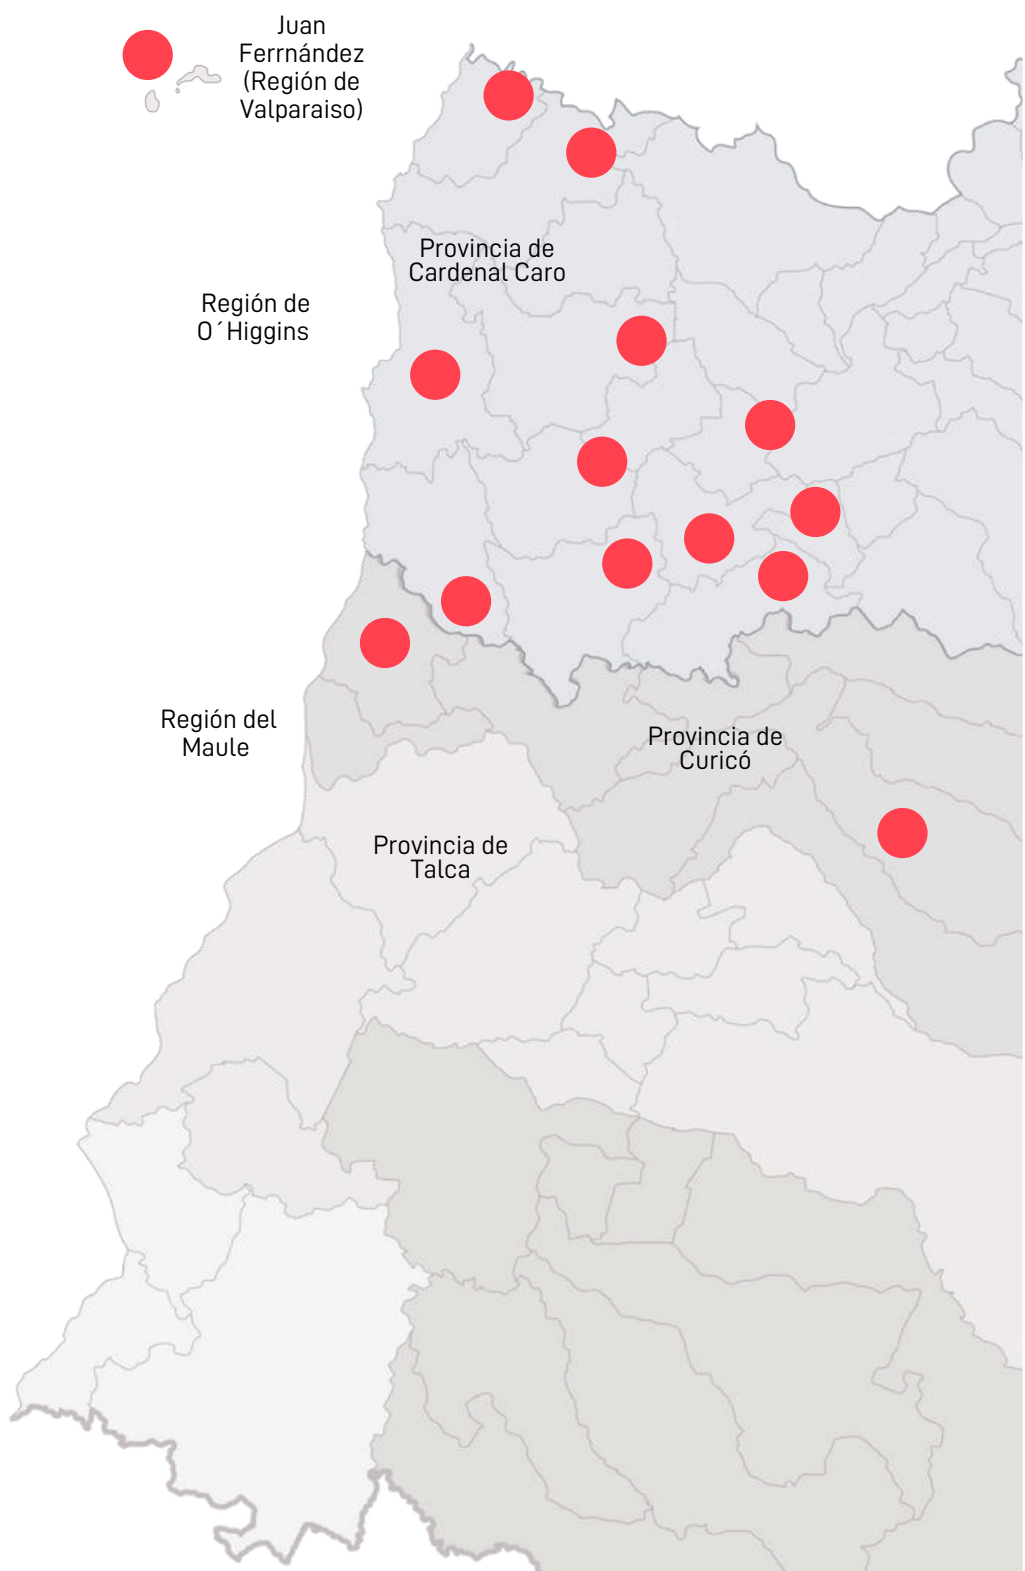 Juan
Ferrnández
(Región de
Valparaiso)
Provincia de
Cardenal Caro
Región de
O´Higgins
Región del
Maule
Provincia de
Curicó
Provincia de
Talca